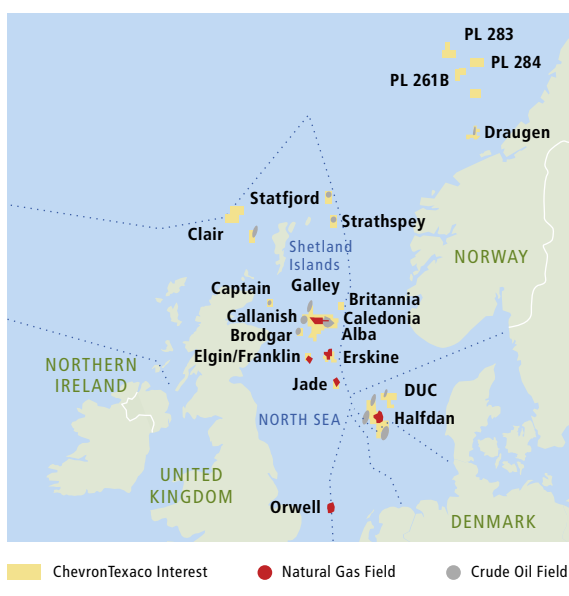 PL 283
PL 284
PL 261B
Draugen
Statfjord
Strathspey
Clair
Shetland
Islands
NORWAY
Captain
Galley
Britannia
Callanish
Caledonia
Brodgar
Alba
Elgin/Franklin
Erskine
NORTHERN
IRELAND
Jade
DUC
NORTH SEA
Halfdan
UNITED
KINGDOM
Orwell
DENMARK
ChevronTexaco Interest
Natural Gas Field
Crude Oil Field